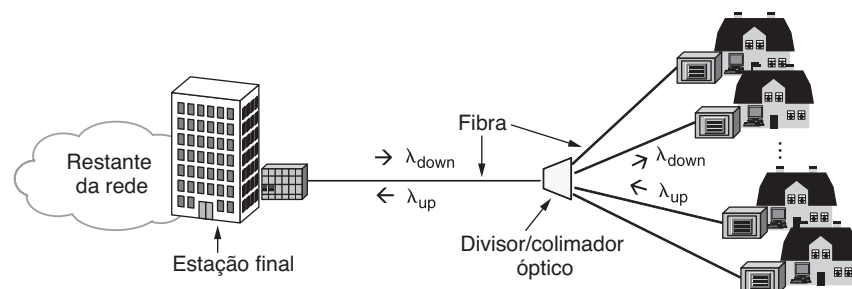 Restante
da rede
Estação final
→ λdown
← λup
Fibra
Divisor/colimador
óptico
→ λdown
← λup